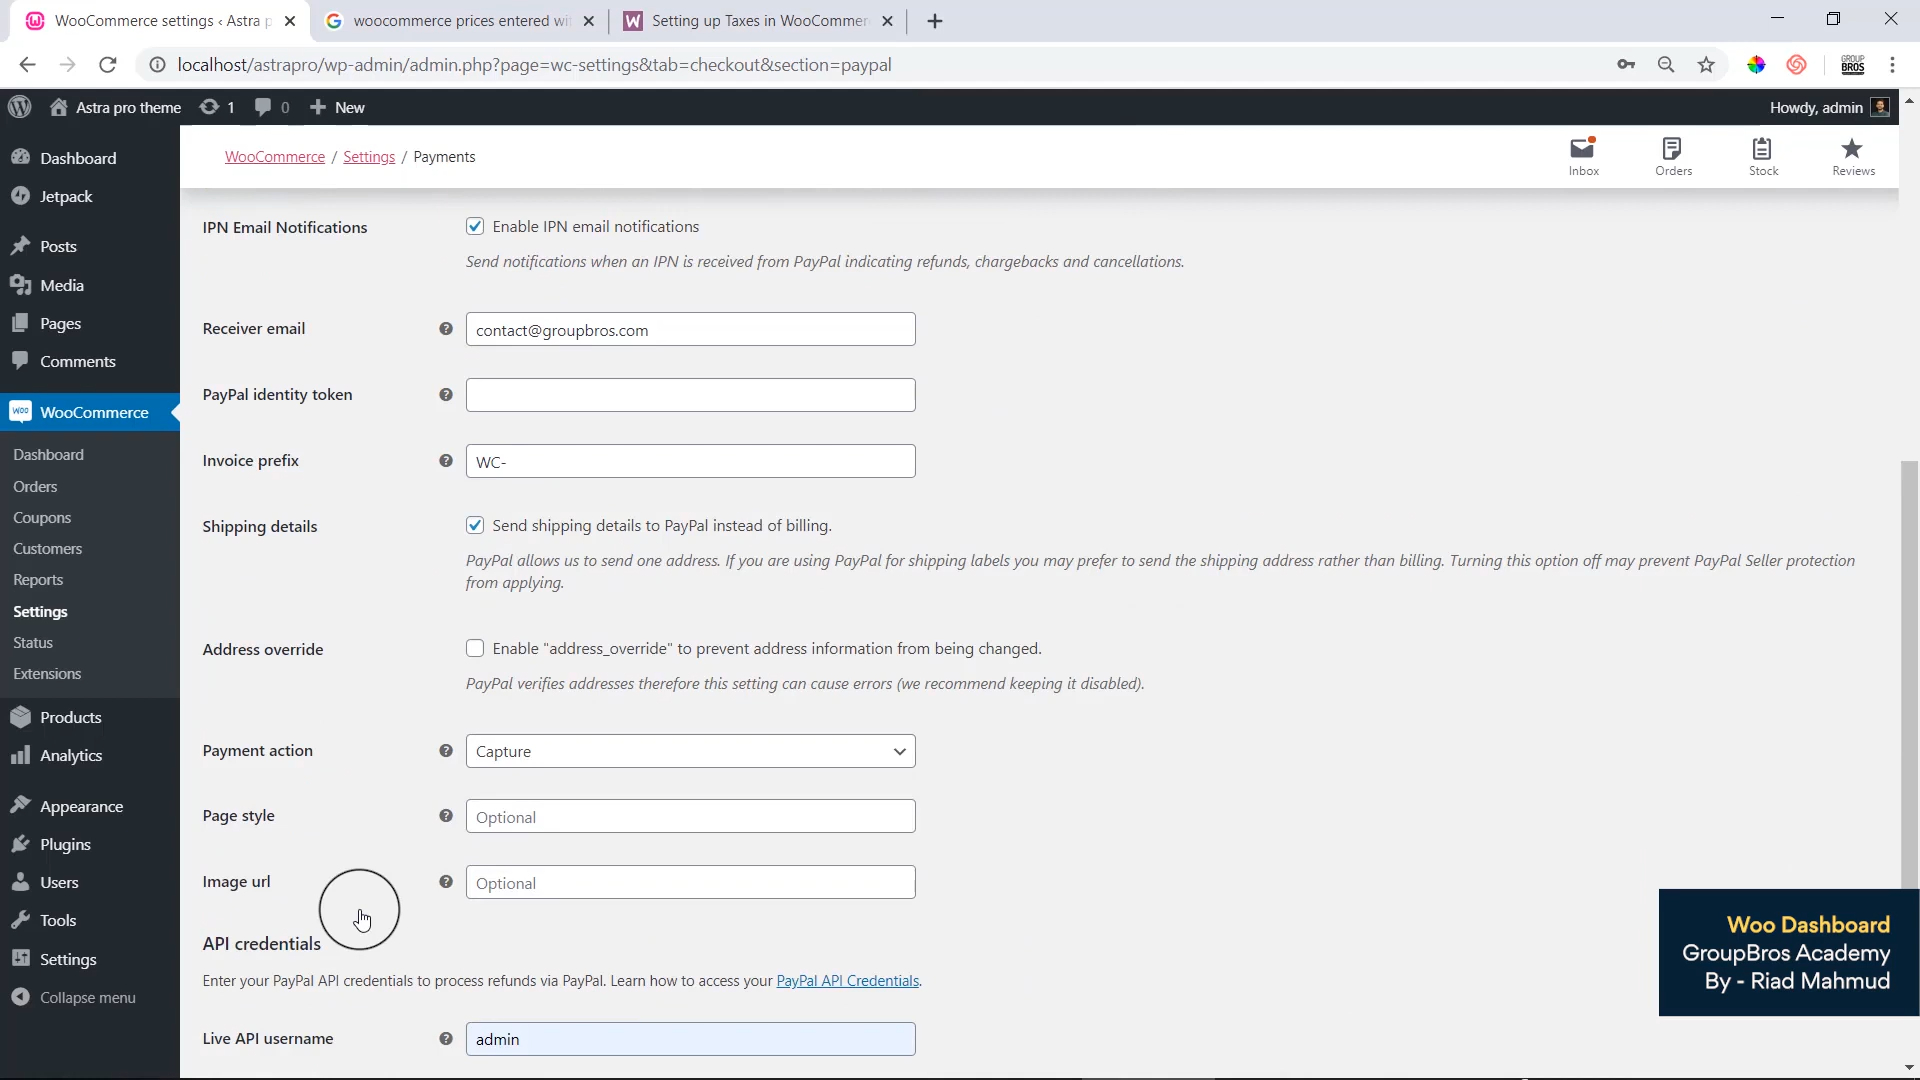 WooCommerce settings ‹ Astra p
woocommerce prices entered wi
Setting up Taxes in WooCommer
localhost/astrapro/wp-admin/admin.php?page=wc-settings&tab=checkout&section=paypal
GROUP
BROS
Astra pro theme
1
0
New
Howdy, admin
Dashboard
Jetpack
Posts
Media
Pages
Comments
Woo
WooCommerce
Dashboard
Orders
Coupons
Customers
Reports
Settings
Status
Extensions
Products
Analytics
Appearance
Plugins
Users
Tools
Settings
Collapse menu
WooCommerce / Settings / Payments
Inbox
Orders
Stock
Reviews
IPN Email Notifications
Enable IPN email notifications
Send notifications when an IPN is received from PayPal indicating refunds, chargebacks and cancellations.
Receiver email
contact@groupbros.com
PayPal identity token
Invoice prefix
WC-
Shipping details
Send shipping details to PayPal instead of billing.
PayPal allows us to send one address. If you are using PayPal for shipping labels you may prefer to send the shipping address rather than billing. Turning this option off may prevent PayPal Seller protection
from applying.
Address override
Enable "address_override" to prevent address information from being changed.
PayPal verifies addresses therefore this setting can cause errors (we recommend keeping it disabled).
Payment action
Capture
Page style
Optional
Image url
Optional
API credentials
Enter your PayPal API credentials to process refunds via PayPal. Learn how to access your PayPal API Credentials.
Live API username
admin
Woo Dashboard
GroupBros Academy
By - Riad Mahmud